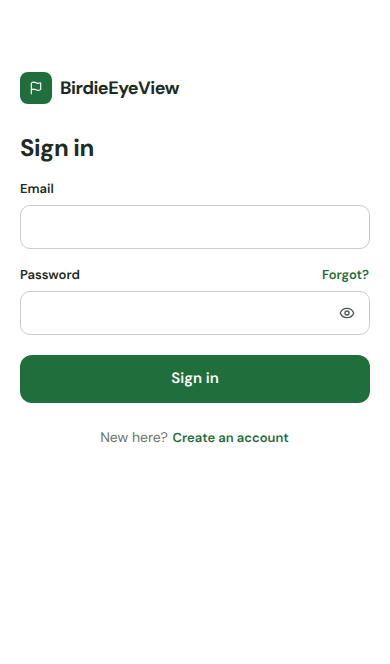 BirdieEyeView
Sign in
Email
Password Forgot?
Sign in
New here? Create an account